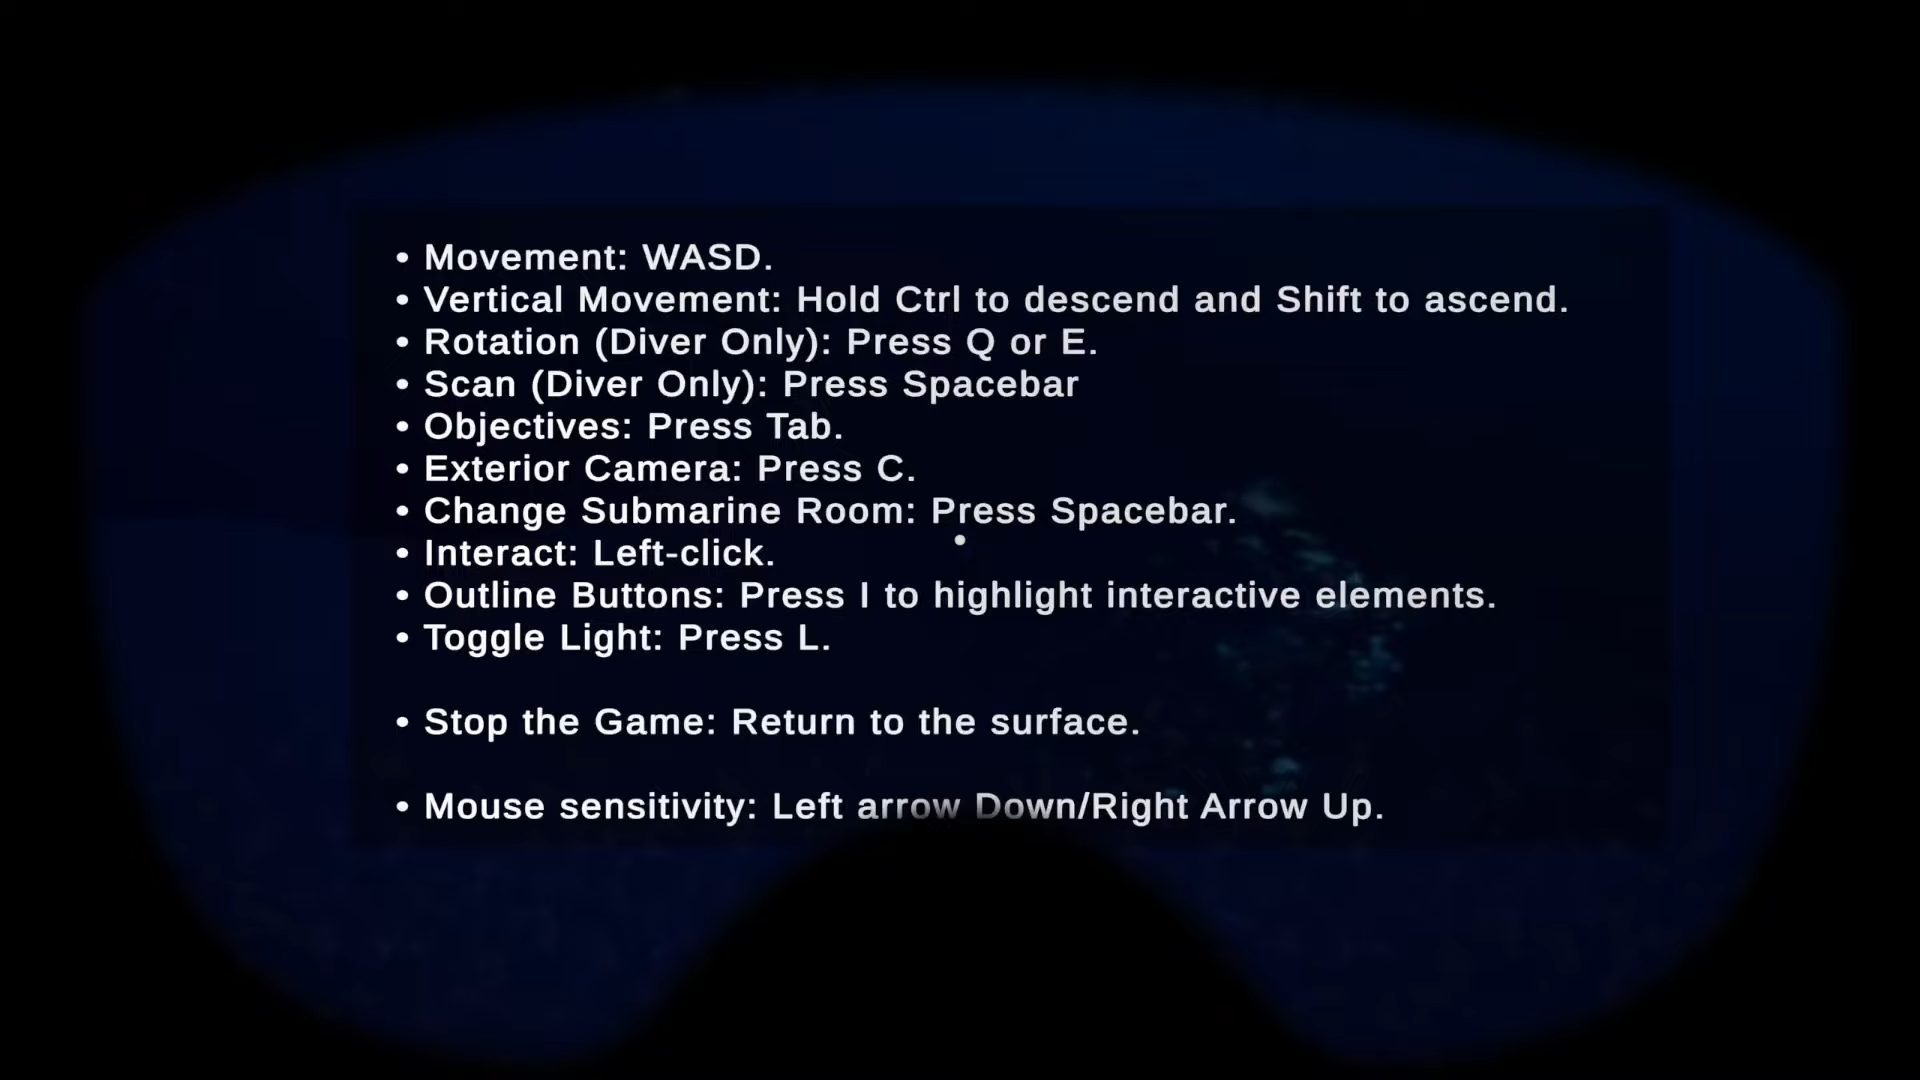 • Movement: WASD.
• Vertical Movement: Hold Ctrl to descend and Shift to ascend.
• Rotation (Diver Only): Press Q or E.
• Scan (Diver Only): Press Spacebar
• Objectives: Press Tab.
• Exterior Camera: Press C.
• Change Submarine Room: Press Spacebar.
• Interact: Left-click.
• Outline Buttons: Press I to highlight interactive elements.
• Toggle Light: Press L.
• Stop the Game: Return to the surface.
• Mouse sensitivity: Left arrow Down/Right Arrow Up.